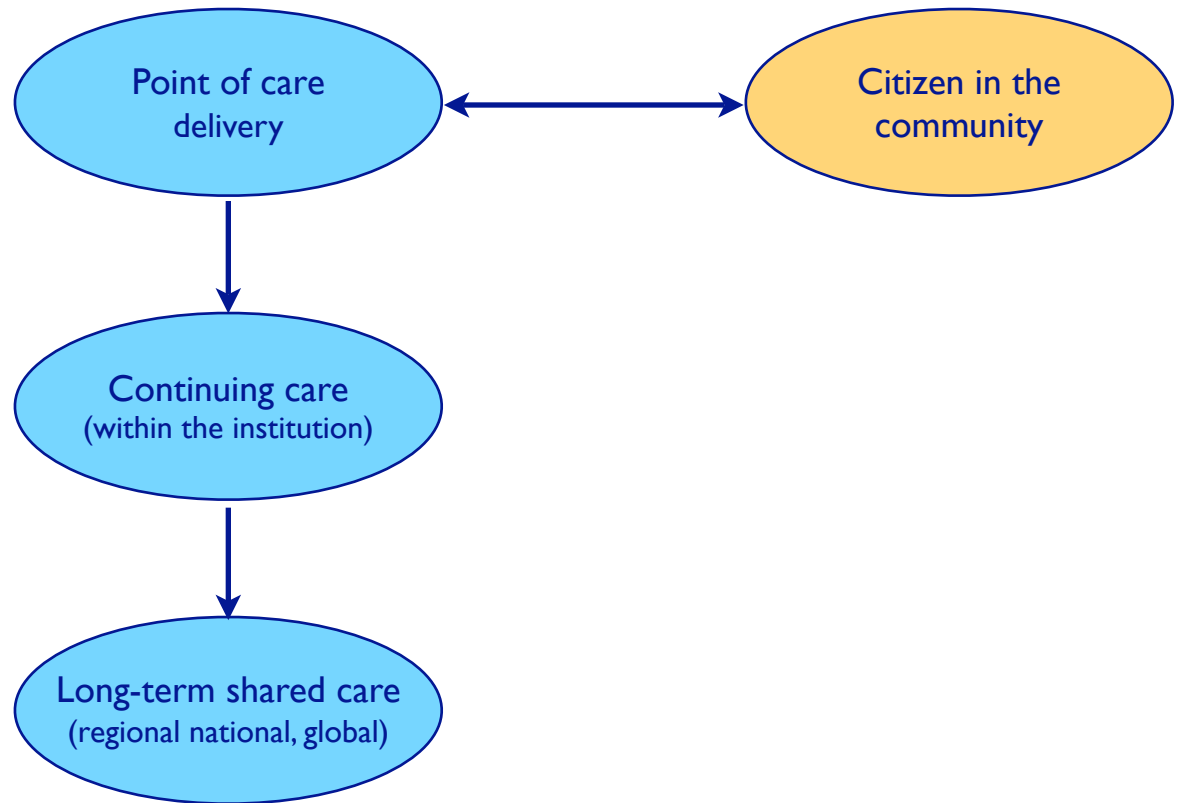 Point of care
delivery
Citizen in the
community
Continuing care
(within the institution)
Long-term shared care
(regional national, global)